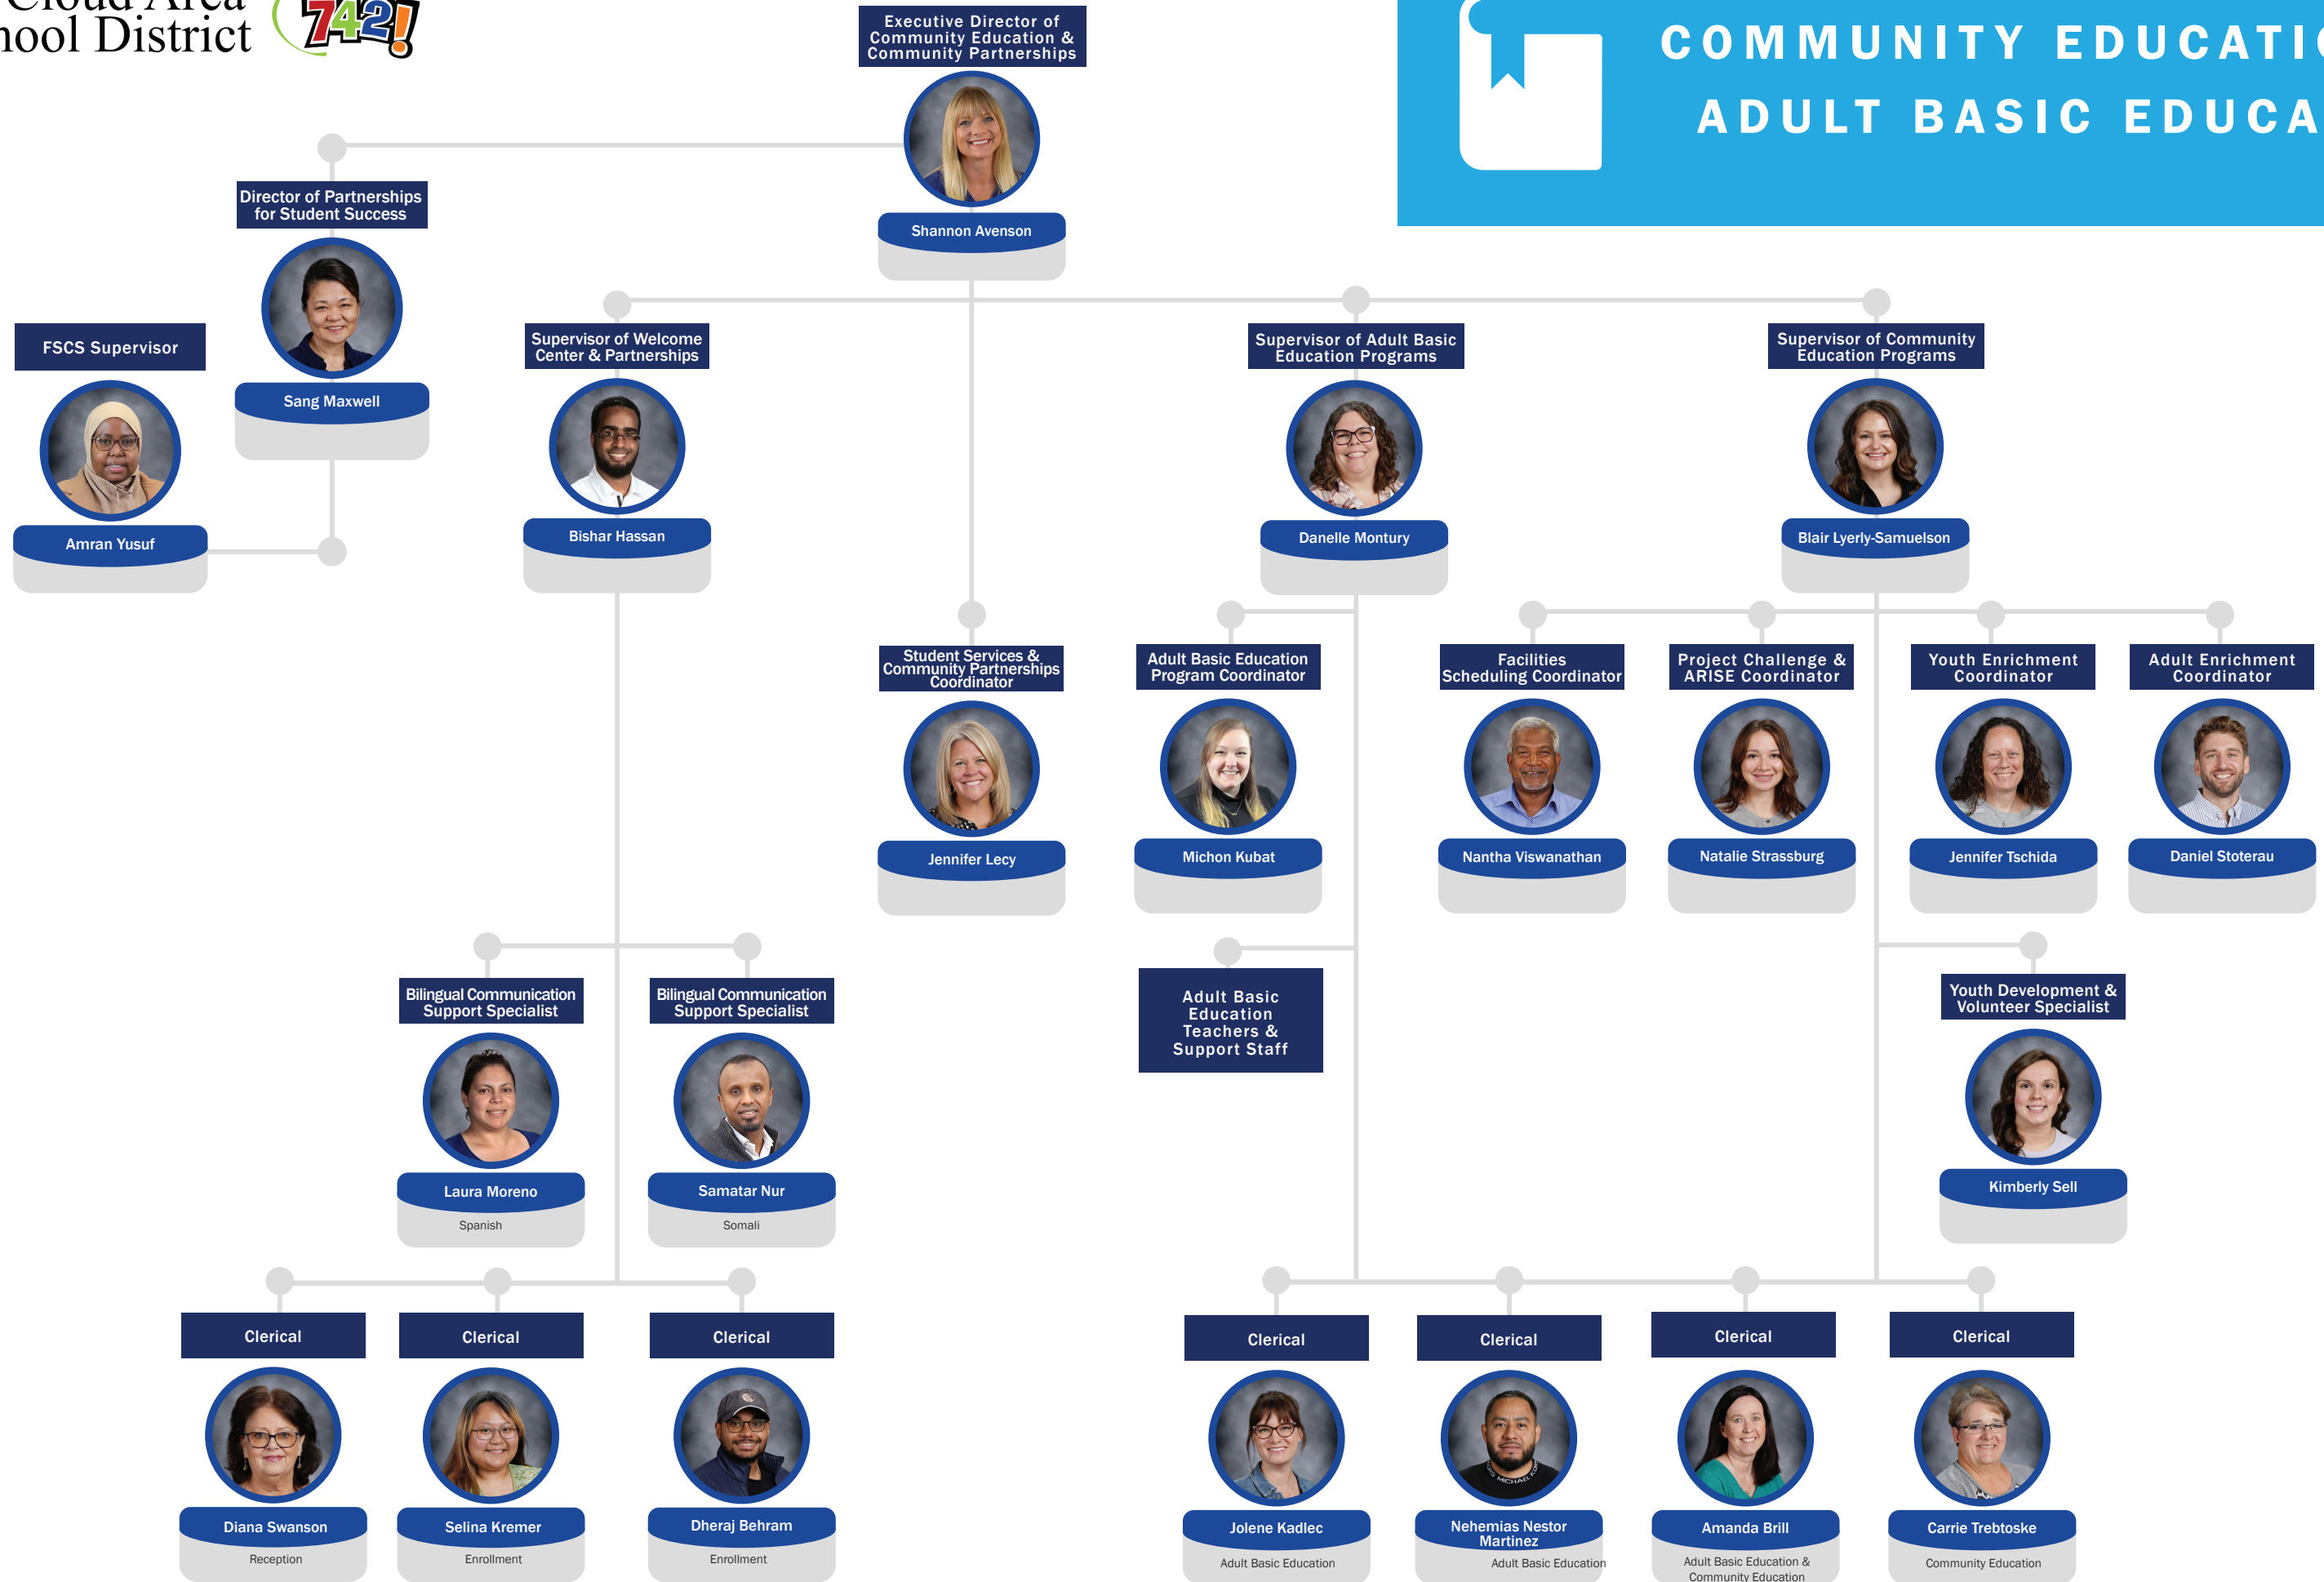 Cloud Area
School District
742!
COMMUNITY EDUCATIO
ADULT BASIC EDUCA
Executive Director of
Community Education &
Community Partnerships
Shannon Avenson
Director of Partnerships
for Student Success
Sang Maxwell
FSCS Supervisor
Amran Yusuf
Supervisor of Welcome
Center & Partnerships
Bishar Hassan
Supervisor of Adult Basic
Education Programs
Danelle Montury
Supervisor of Community
Education Programs
Blair Lyerly-Samuelson
Student Services &
Community Partnerships
Coordinator
Jennifer Lecy
Adult Basic Education
Program Coordinator
Michon Kubat
Facilities
Scheduling Coordinator
Nantha Viswanathan
Project Challenge &
ARISE Coordinator
Natalie Strassburg
Youth Enrichment
Coordinator
Jennifer Tschida
Adult Enrichment
Coordinator
Daniel Stoterau
Bilingual Communication
Support Specialist
Laura Moreno
Spanish
Bilingual Communication
Support Specialist
Samatar Nur
Somali
Adult Basic
Education
Teachers &
Support Staff
Youth Development &
Volunteer Specialist
Kimberly Sell
Clerical
Diana Swanson
Reception
Clerical
Selina Kremer
Enrollment
Clerical
Dheraj Behram
Enrollment
Clerical
Jolene Kadlec
Adult Basic Education
Clerical
MICHAEL
Nehemias Nestor
Martinez
Adult Basic Education
Clerical
Amanda Brill
Adult Basic Education &
Community Education
Clerical
Carrie Trebtoske
Community Education